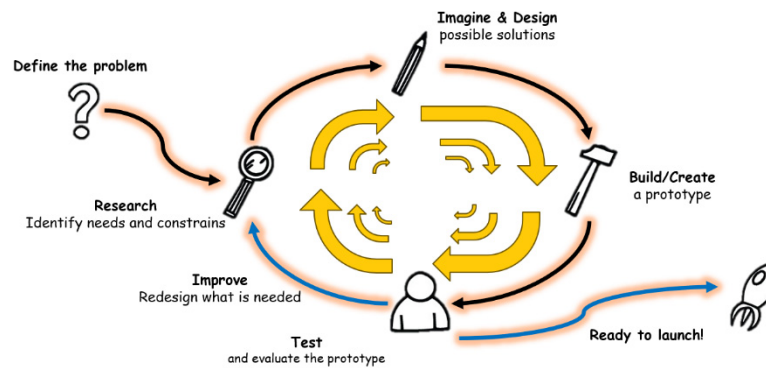 Imagine & Design
possible solutions
Define the problem
Build/Create
a prototype
Research
Identify needs and constrains
Improve
Redesign what is needed
Test
and evaluate the prototype
Ready to launch!